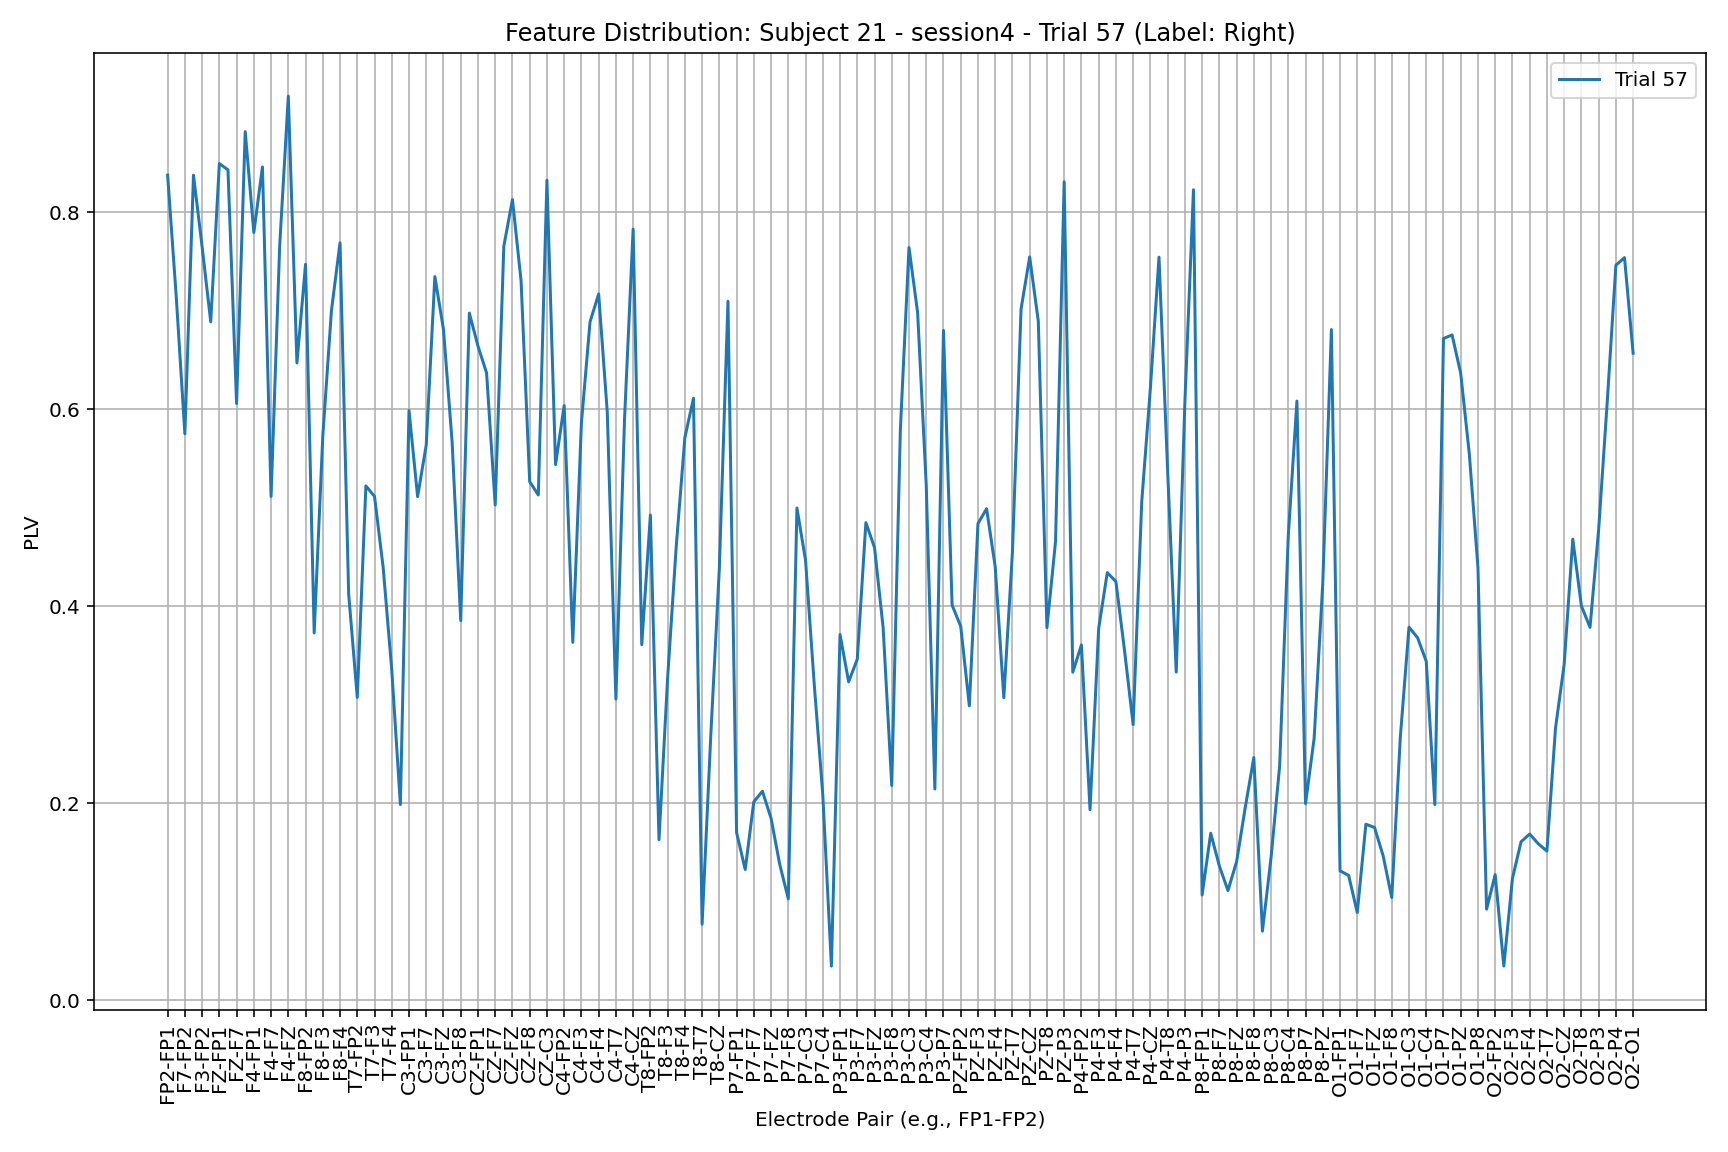 Feature Distribution: Subject 21 - session4 - Trial 57 (Label: Right)
Trial 57
PLV
0.8
0.6
0.4
0.2
0.0
FP2-FP1
F7-FP2
F3-FP2
FZ-FP1
FZ-F7
F4-FP1
F4-F7
F4-FZ
F8-FP2
F8-F3
F8-F4
T7-FP2
T7-F3
T7-F4
C3-FP1
C3-F7
C3-FZ
C3-F8
CZ-FP1
CZ-F7
CZ-FZ
CZ-F8
CZ-C3
C4-FP2
C4-F3
C4-F4
C4-T7
C4-CZ
T8-FP2
T8-F3
T8-F4
T8-T7
T8-CZ
P7-FP1
P7-F7
P7-FZ
P7-F8
P7-C3
P7-C4
P3-FP1
P3-F7
P3-FZ
P3-F8
P3-C3
P3-C4
P3-P7
PZ-FP2
PZ-F3
PZ-F4
PZ-T7
PZ-CZ
PZ-T8
PZ-P3
P4-FP2
P4-F3
P4-F4
P4-T7
P4-CZ
P4-T8
P4-P3
P8-FP1
P8-F7
P8-FZ
P8-F8
P8-C3
P8-C4
P8-P7
P8-PZ
O1-FP1
O1-F7
O1-FZ
O1-F8
O1-C3
O1-C4
O1-P7
O1-PZ
O1-P8
O2-FP2
O2-F3
O2-F4
O2-T7
O2-CZ
O2-T8
O2-P3
O2-P4
O2-O1
Electrode Pair (e.g., FP1-FP2)